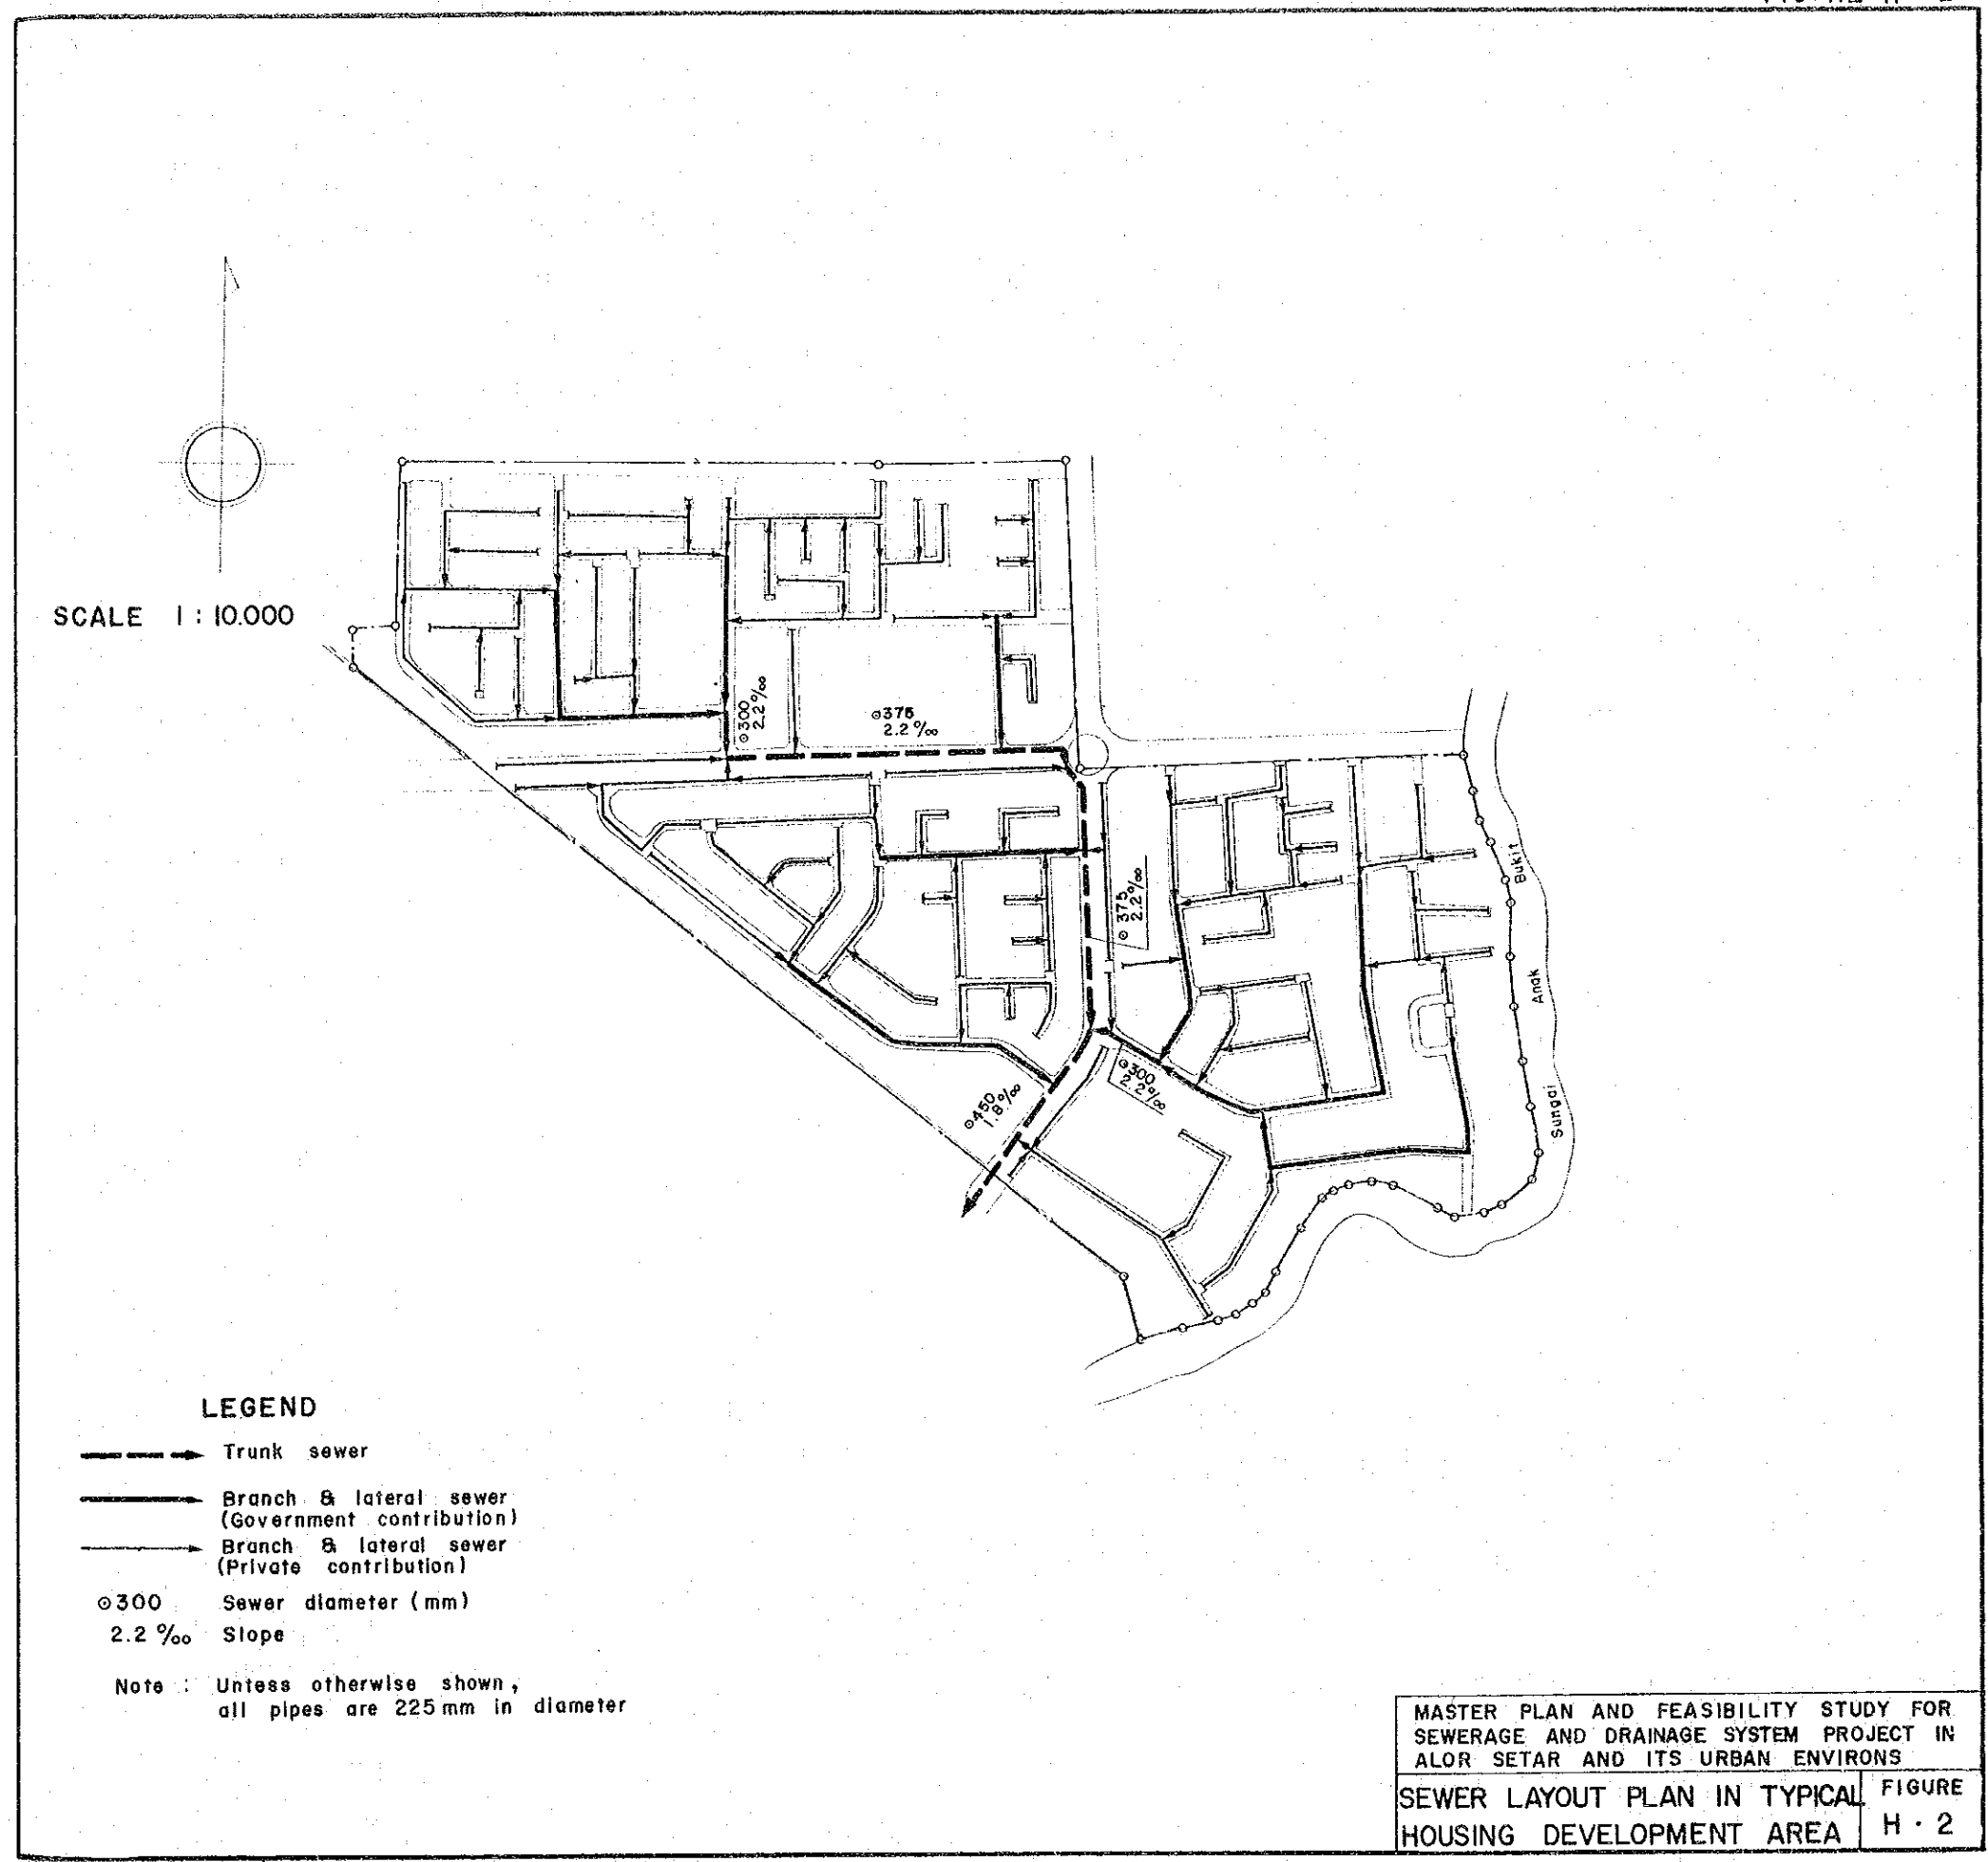 SCALE 1 : 10.000
⊙300
2.2 ‰
⊙375
2.2 ‰
⊙375
2.2 ‰
⊙300
2.2 ‰
⊙450
1.8 ‰
Bukit
Anak
Sungai
LEGEND
Trunk sewer
Branch & lateral sewer
(Government contribution)
Branch & lateral sewer
(Private contribution)
⊙300 Sewer diameter (mm)
2.2 ‰ Slope
Note : Unless otherwise shown,
all pipes are 225 mm in diameter
MASTER PLAN AND FEASIBILITY STUDY FOR
SEWERAGE AND DRAINAGE SYSTEM PROJECT IN
ALOR SETAR AND ITS URBAN ENVIRONS
SEWER LAYOUT PLAN IN TYPICAL
HOUSING DEVELOPMENT AREA
FIGURE
H · 2